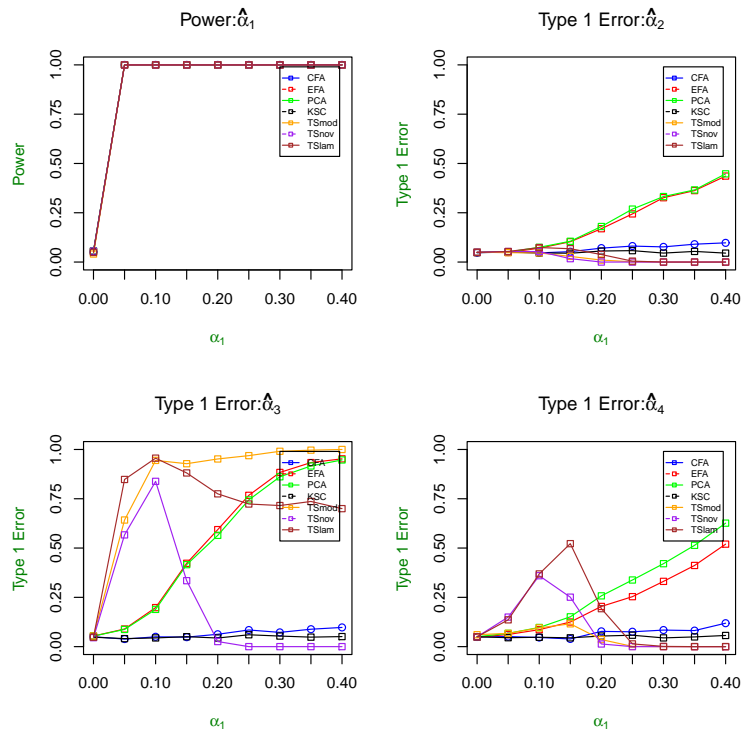 Power:α̂₁
Power
1.00
0.75
0.50
0.25
0.00
CFA
EFA
PCA
KSC
TSmod
TSnov
TSlam
0.00 0.10 0.20 0.30 0.40
α₁
Type 1 Error:α̂₂
Type 1 Error
1.00
0.75
0.50
0.25
0.00
CFA
EFA
PCA
KSC
TSmod
TSnov
TSlam
0.00 0.10 0.20 0.30 0.40
α₁
Type 1 Error:α̂₃
Type 1 Error
1.00
0.75
0.50
0.25
0.00
CFA
EFA
PCA
KSC
TSmod
TSnov
TSlam
0.00 0.10 0.20 0.30 0.40
α₁
Type 1 Error:α̂₄
Type 1 Error
1.00
0.75
0.50
0.25
0.00
CFA
EFA
PCA
KSC
TSmod
TSnov
TSlam
0.00 0.10 0.20 0.30 0.40
α₁